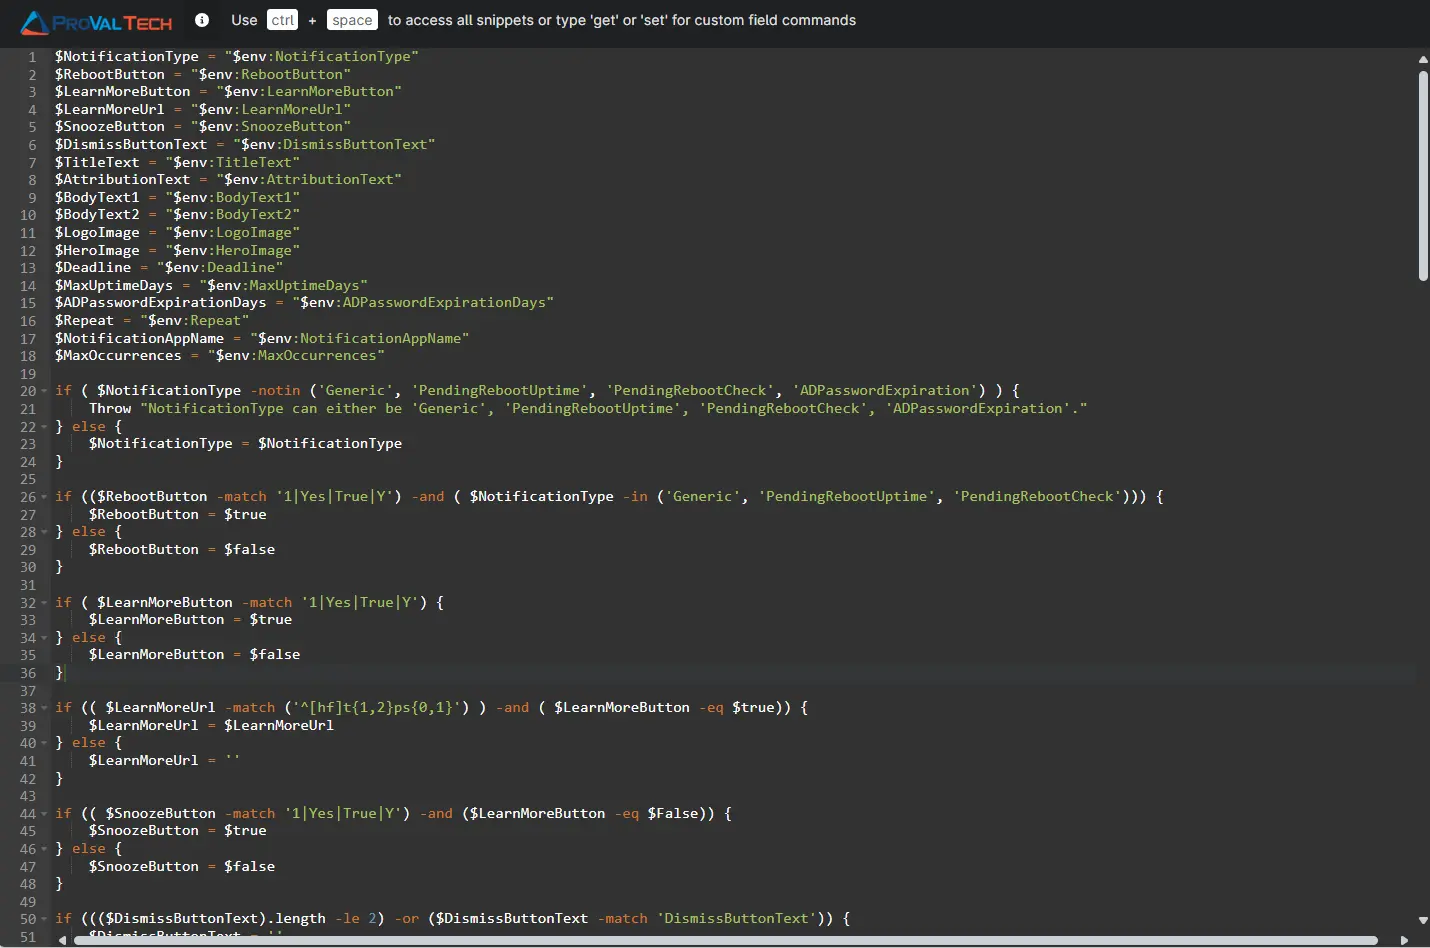 PROVALTECH
Use ctrl + space to access all snippets or type 'get' or 'set' for custom field commands
1 $NotificationType = "$env:NotificationType"
2 $RebootButton = "$env:RebootButton"
3 $LearnMoreButton = "$env:LearnMoreButton"
4 $LearnMoreUrl = "$env:LearnMoreUrl"
5 $SnoozeButton = "$env:SnoozeButton"
6 $DismissButtonText = "$env:DismissButtonText"
7 $TitleText = "$env:TitleText"
8 $AttributionText = "$env:AttributionText"
9 $BodyText1 = "$env:BodyText1"
10 $BodyText2 = "$env:BodyText2"
11 $LogoImage = "$env:LogoImage"
12 $HeroImage = "$env:HeroImage"
13 $Deadline = "$env:Deadline"
14 $MaxUptimeDays = "$env:MaxUptimeDays"
15 $ADPasswordExpirationDays = "$env:ADPasswordExpirationDays"
16 $Repeat = "$env:Repeat"
17 $NotificationAppName = "$env:NotificationAppName"
18 $MaxOccurrences = "$env:MaxOccurrences"
19
20 if ( $NotificationType -notin ('Generic', 'PendingRebootUptime', 'PendingRebootCheck', 'ADPasswordExpiration') ) {
21 Throw "NotificationType can either be 'Generic', 'PendingRebootUptime', 'PendingRebootCheck', 'ADPasswordExpiration'."
22 } else {
23 $NotificationType = $NotificationType
24 }
25
26 if (($RebootButton -match '1|Yes|True|Y') -and ( $NotificationType -in ('Generic', 'PendingRebootUptime', 'PendingRebootCheck'))) {
27 $RebootButton = $true
28 } else {
29 $RebootButton = $false
30 }
31
32 if ( $LearnMoreButton -match '1|Yes|True|Y') {
33 $LearnMoreButton = $true
34 } else {
35 $LearnMoreButton = $false
36 }
37
38 if (( $LearnMoreUrl -match ('^[hf]t{1,2}ps{0,1}') ) -and ( $LearnMoreButton -eq $true)) {
39 $LearnMoreUrl = $LearnMoreUrl
40 } else {
41 $LearnMoreUrl = ''
42 }
43
44 if (( $SnoozeButton -match '1|Yes|True|Y') -and ($LearnMoreButton -eq $False)) {
45 $SnoozeButton = $true
46 } else {
47 $SnoozeButton = $false
48 }
49
50 if ((($DismissButtonText).length -le 2) -or ($DismissButtonText -match 'DismissButtonText')) {
51 $DismissButtonText = ''